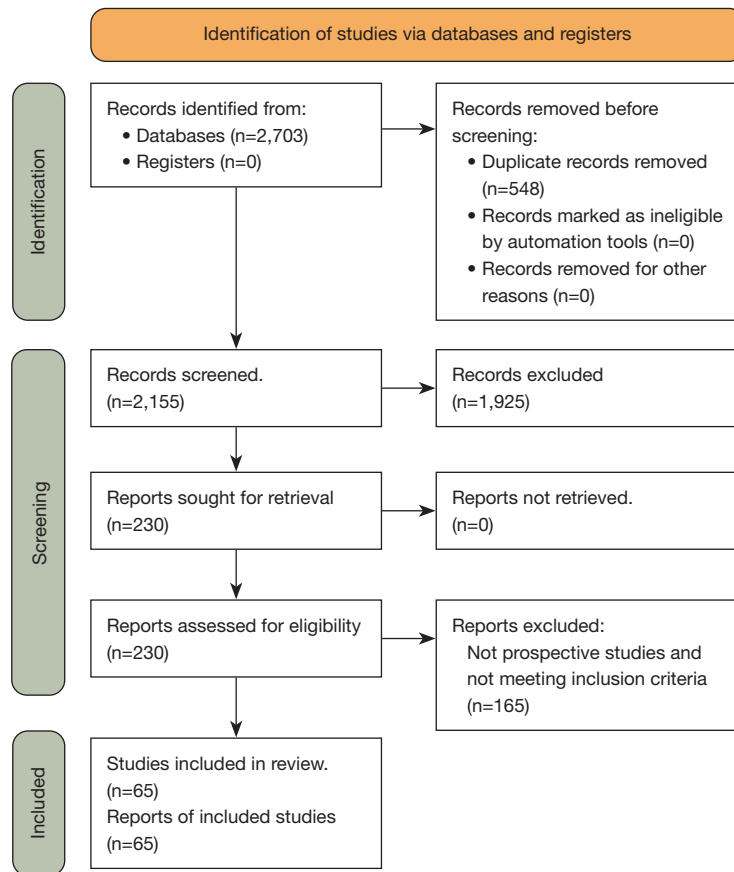 Identification of studies via databases and registers
Identification
Records identified from:
• Databases (n=2,703)
• Registers (n=0)
Records removed before
screening:
• Duplicate records removed
(n=548)
• Records marked as ineligible
by automation tools (n=0)
• Records removed for other
reasons (n=0)
Screening
Records screened.
(n=2,155)
Records excluded
(n=1,925)
Reports sought for retrieval
(n=230)
Reports not retrieved.
(n=0)
Reports assessed for eligibility
(n=230)
Reports excluded:
Not prospective studies and
not meeting inclusion criteria
(n=165)
Included
Studies included in review.
(n=65)
Reports of included studies
(n=65)